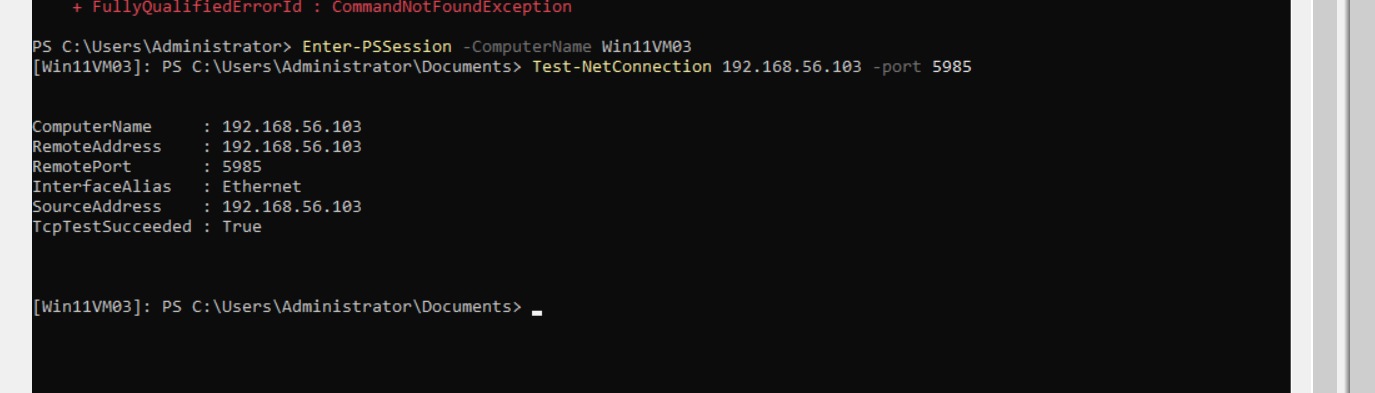 + FullyQualifiedErrorId : CommandNotFoundException
PS C:\Users\Administrator> Enter-PSSession -ComputerName Win11VM03
[Win11VM03]: PS C:\Users\Administrator\Documents> Test-NetConnection 192.168.56.103 -port 5985
ComputerName     : 192.168.56.103
RemoteAddress    : 192.168.56.103
RemotePort       : 5985
InterfaceAlias   : Ethernet
SourceAddress    : 192.168.56.103
TcpTestSucceeded : True
[Win11VM03]: PS C:\Users\Administrator\Documents>